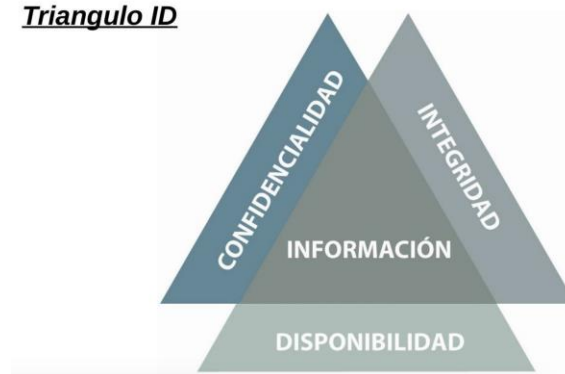 Triangulo ID
CONFIDENCIALIDAD
INTEGRIDAD
INFORMACIÓN
DISPONIBILIDAD